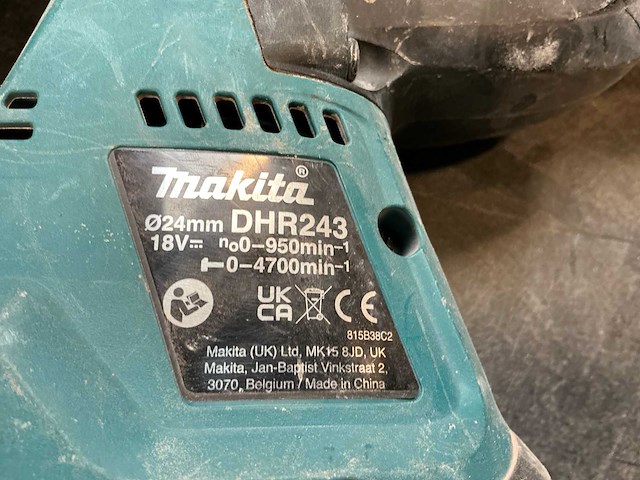 Makita®
Ø24mm DHR243
18V⎓ n₀0-950min⁻¹
0-4700min⁻¹
UK
CA CE
815B38C2
Makita (UK) Ltd, MK15 8JD, UK
Makita, Jan-Baptist Vinkstraat 2,
3070, Belgium / Made in China